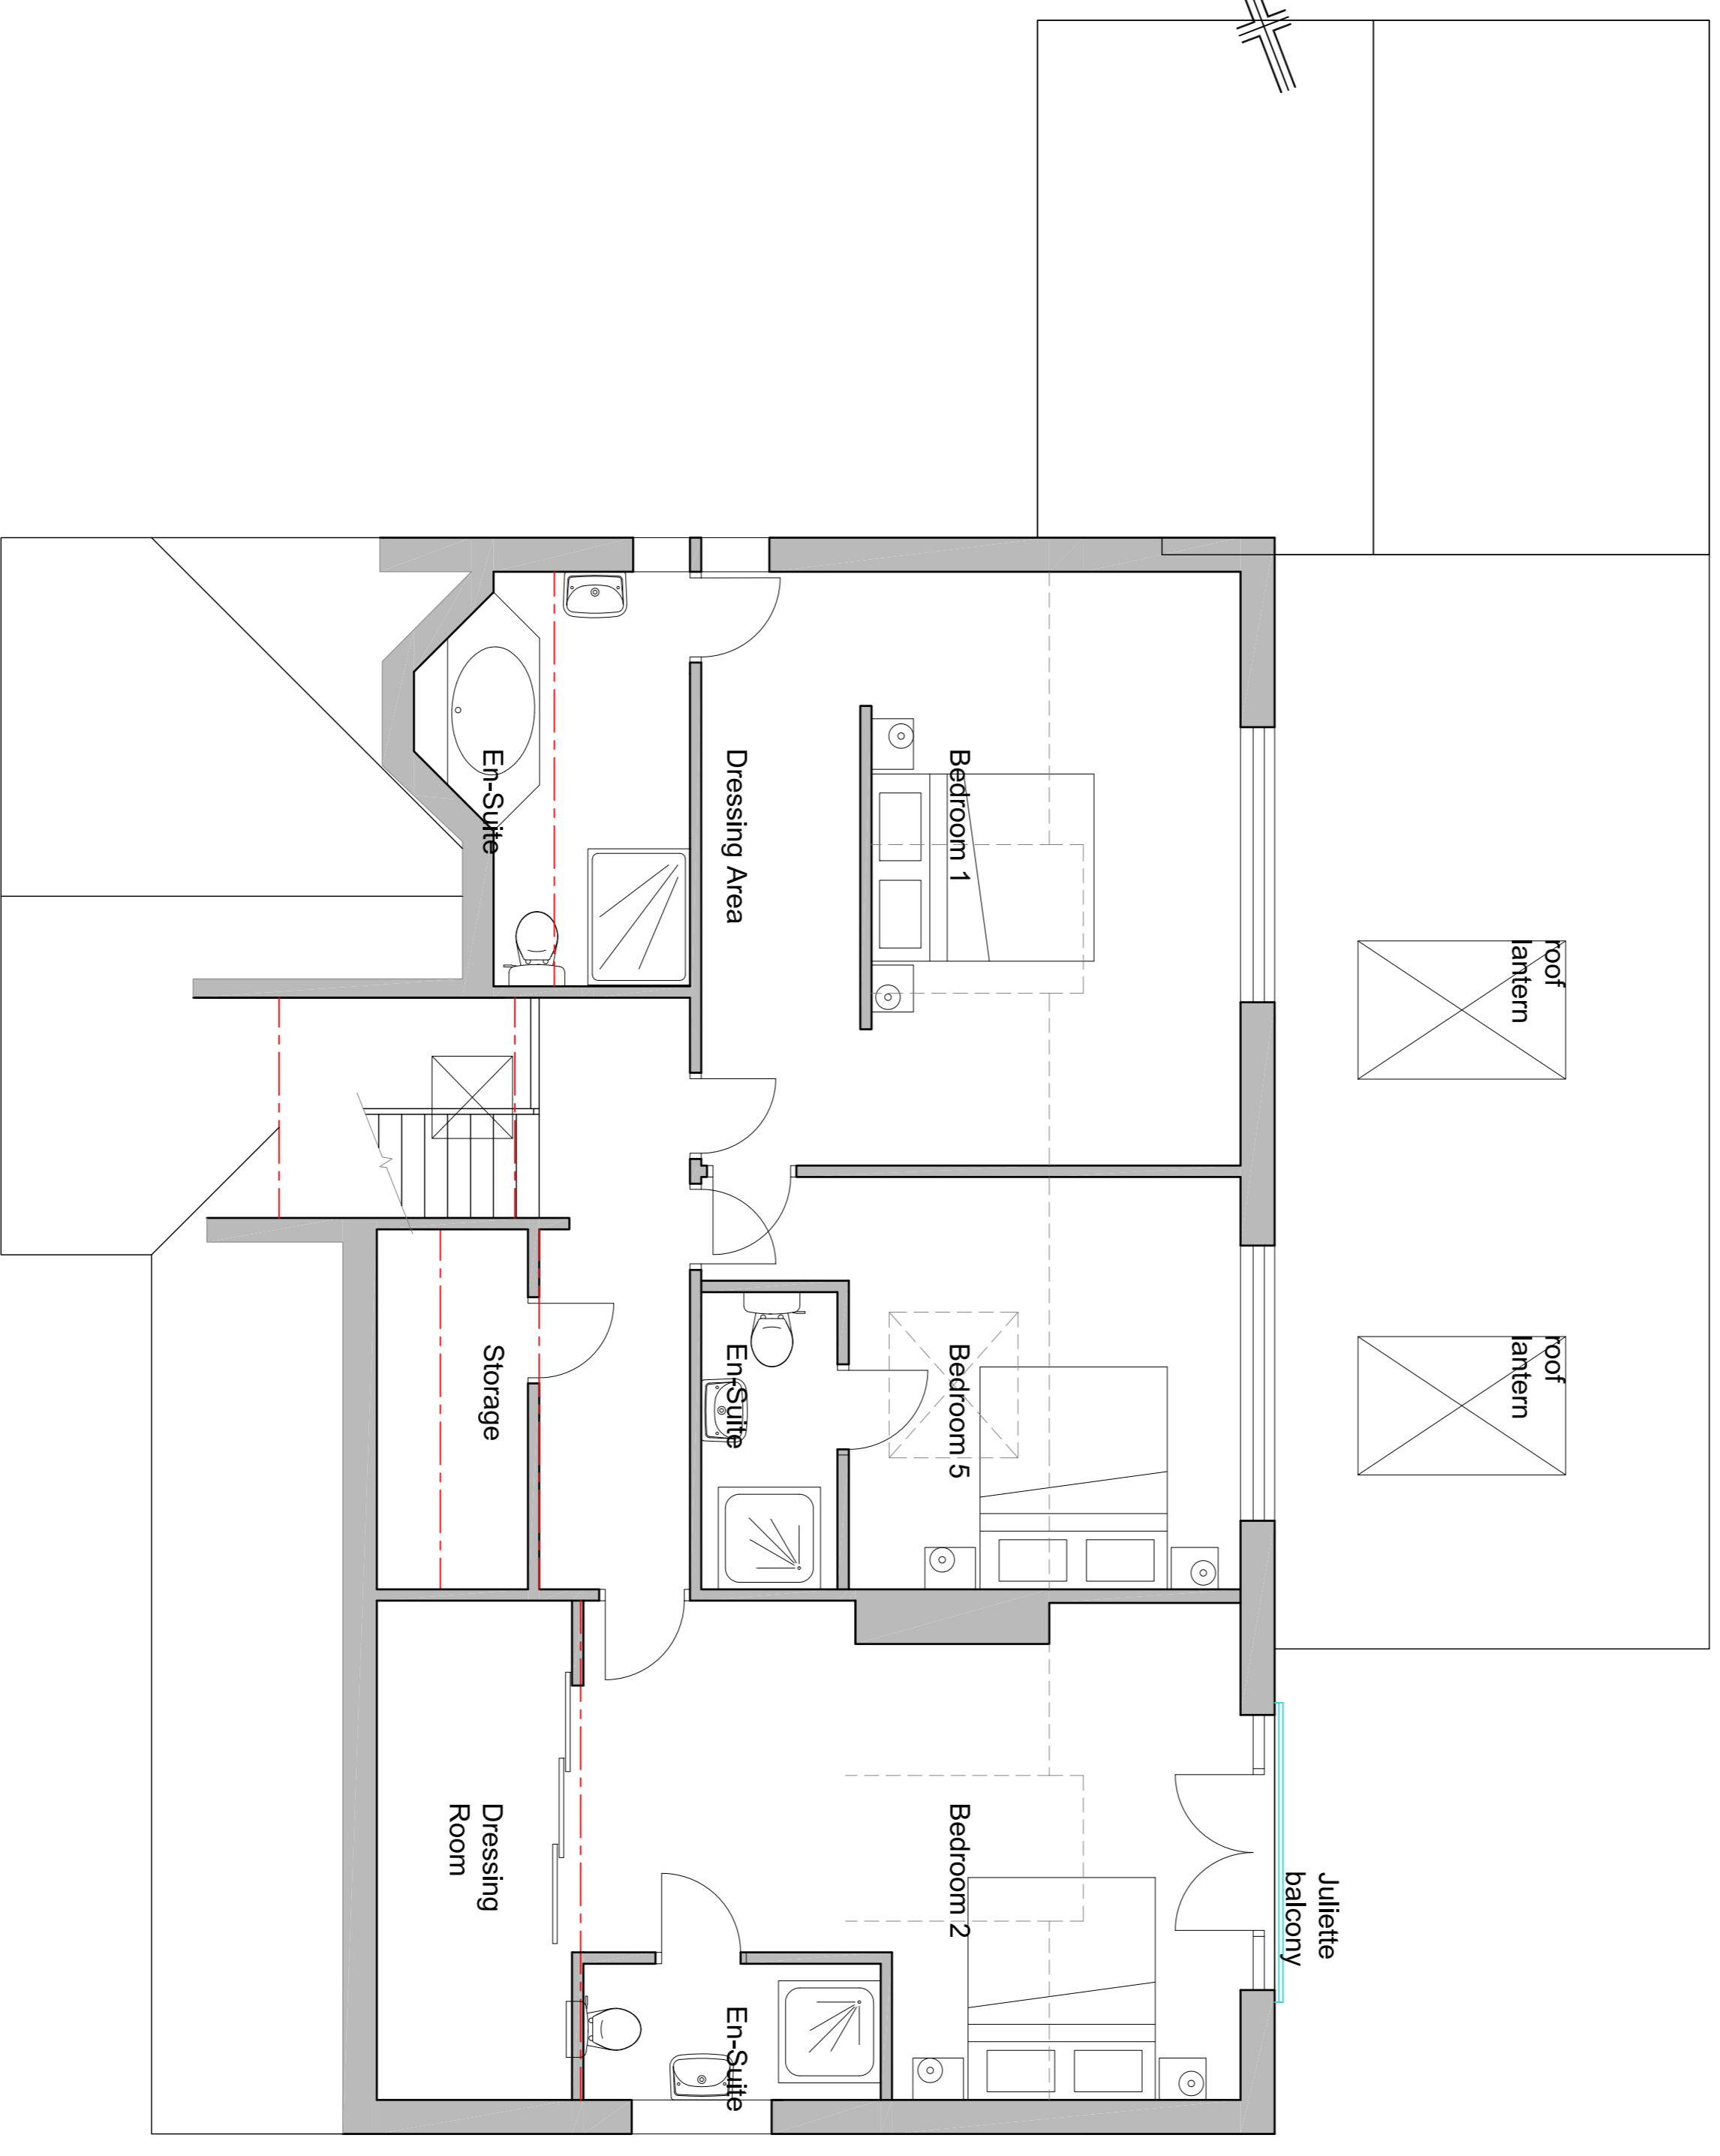 roof
lantern
roof
lantern
Juliette
balcony
Bedroom 1
Bedroom 5
Bedroom 2
Dressing Area
En-Suite
En-Suite
En-Suite
Storage
Dressing
Room